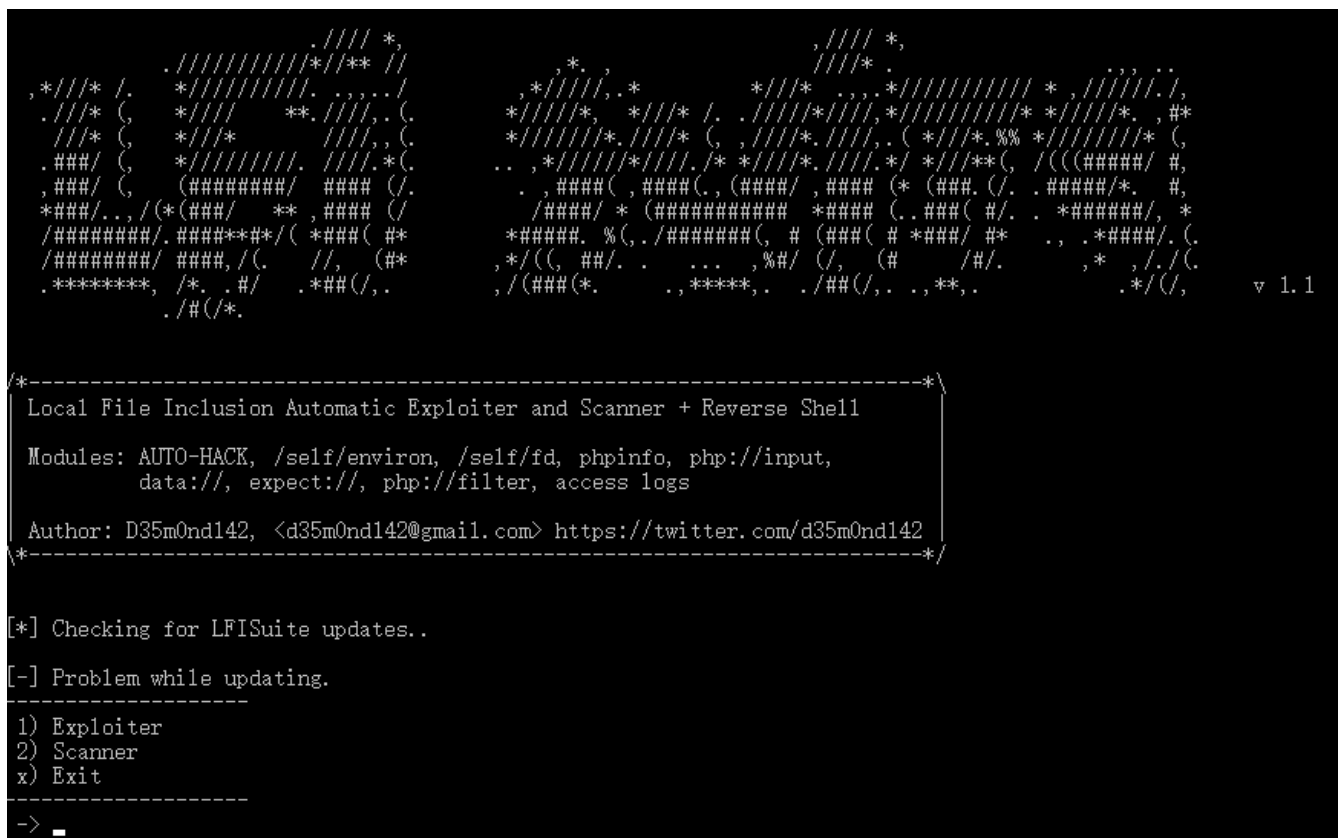 LFI Suite
v 1.1
/*-------------------------------------------------------------------------*\
Local File Inclusion Automatic Exploiter and Scanner + Reverse Shell
Modules: AUTO-HACK, /self/environ, /self/fd, phpinfo, php://input,
data://, expect://, php://filter, access logs
Author: D35m0nd142, <d35m0nd142@gmail.com> https://twitter.com/d35m0nd142
\*-------------------------------------------------------------------------*/
[*] Checking for LFISuite updates..
[-] Problem while updating.
--------------------
1) Exploiter
2) Scanner
x) Exit
--------------------
->